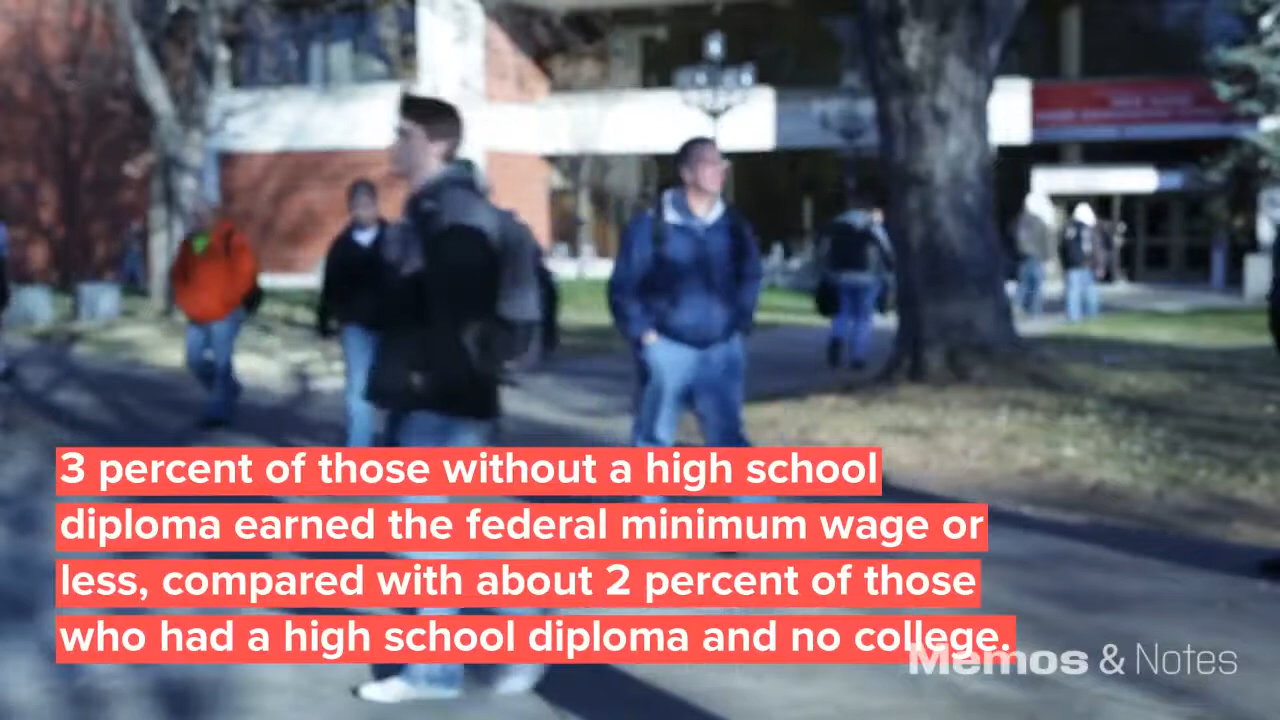 3 percent of those without a high school
diploma earned the federal minimum wage or
less, compared with about 2 percent of those
who had a high school diploma and no college.
Memos & Notes